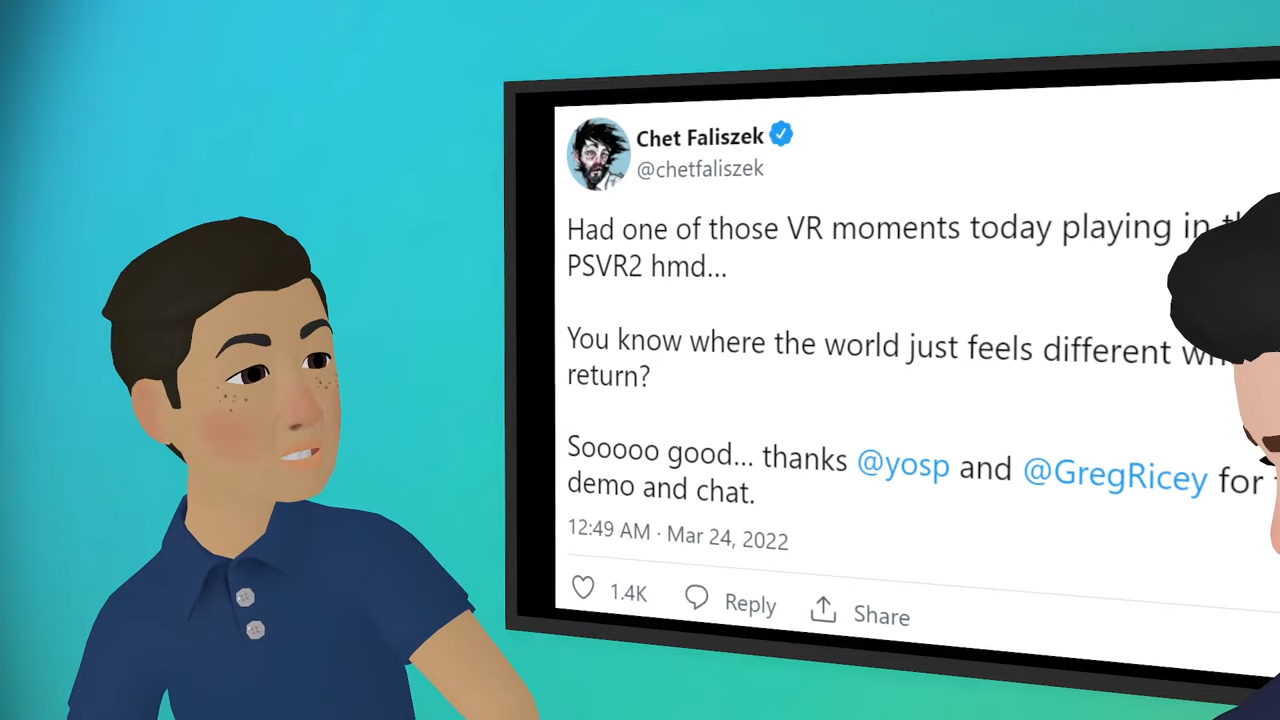 Chet Faliszek
@chetfaliszek
Had one of those VR moments today playing in
PSVR2 hmd...
You know where the world just feels different
return?
Sooooo good... thanks @yosp and @GregRicey for
demo and chat.
12:49 AM · Mar 24, 2022
1.4K Reply Share